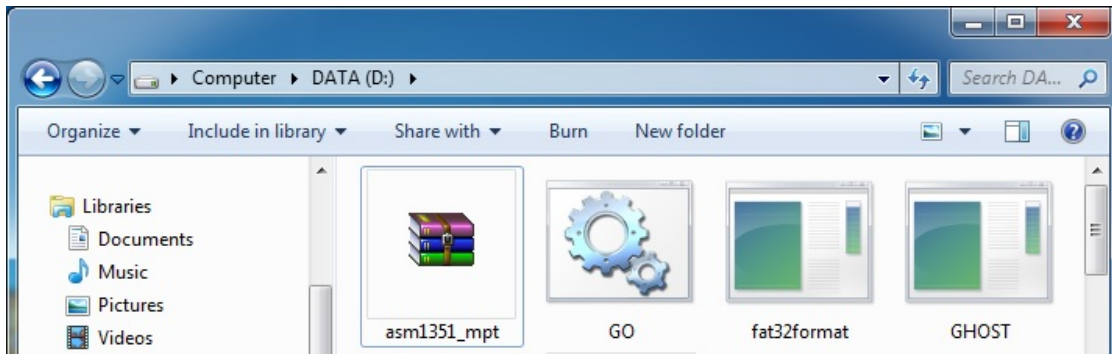 Computer DATA (D:) Search DA...
Organize Include in library Share with Burn New folder
Libraries
Documents
Music
Pictures
Videos
asm1351_mpt GO fat32format GHOST